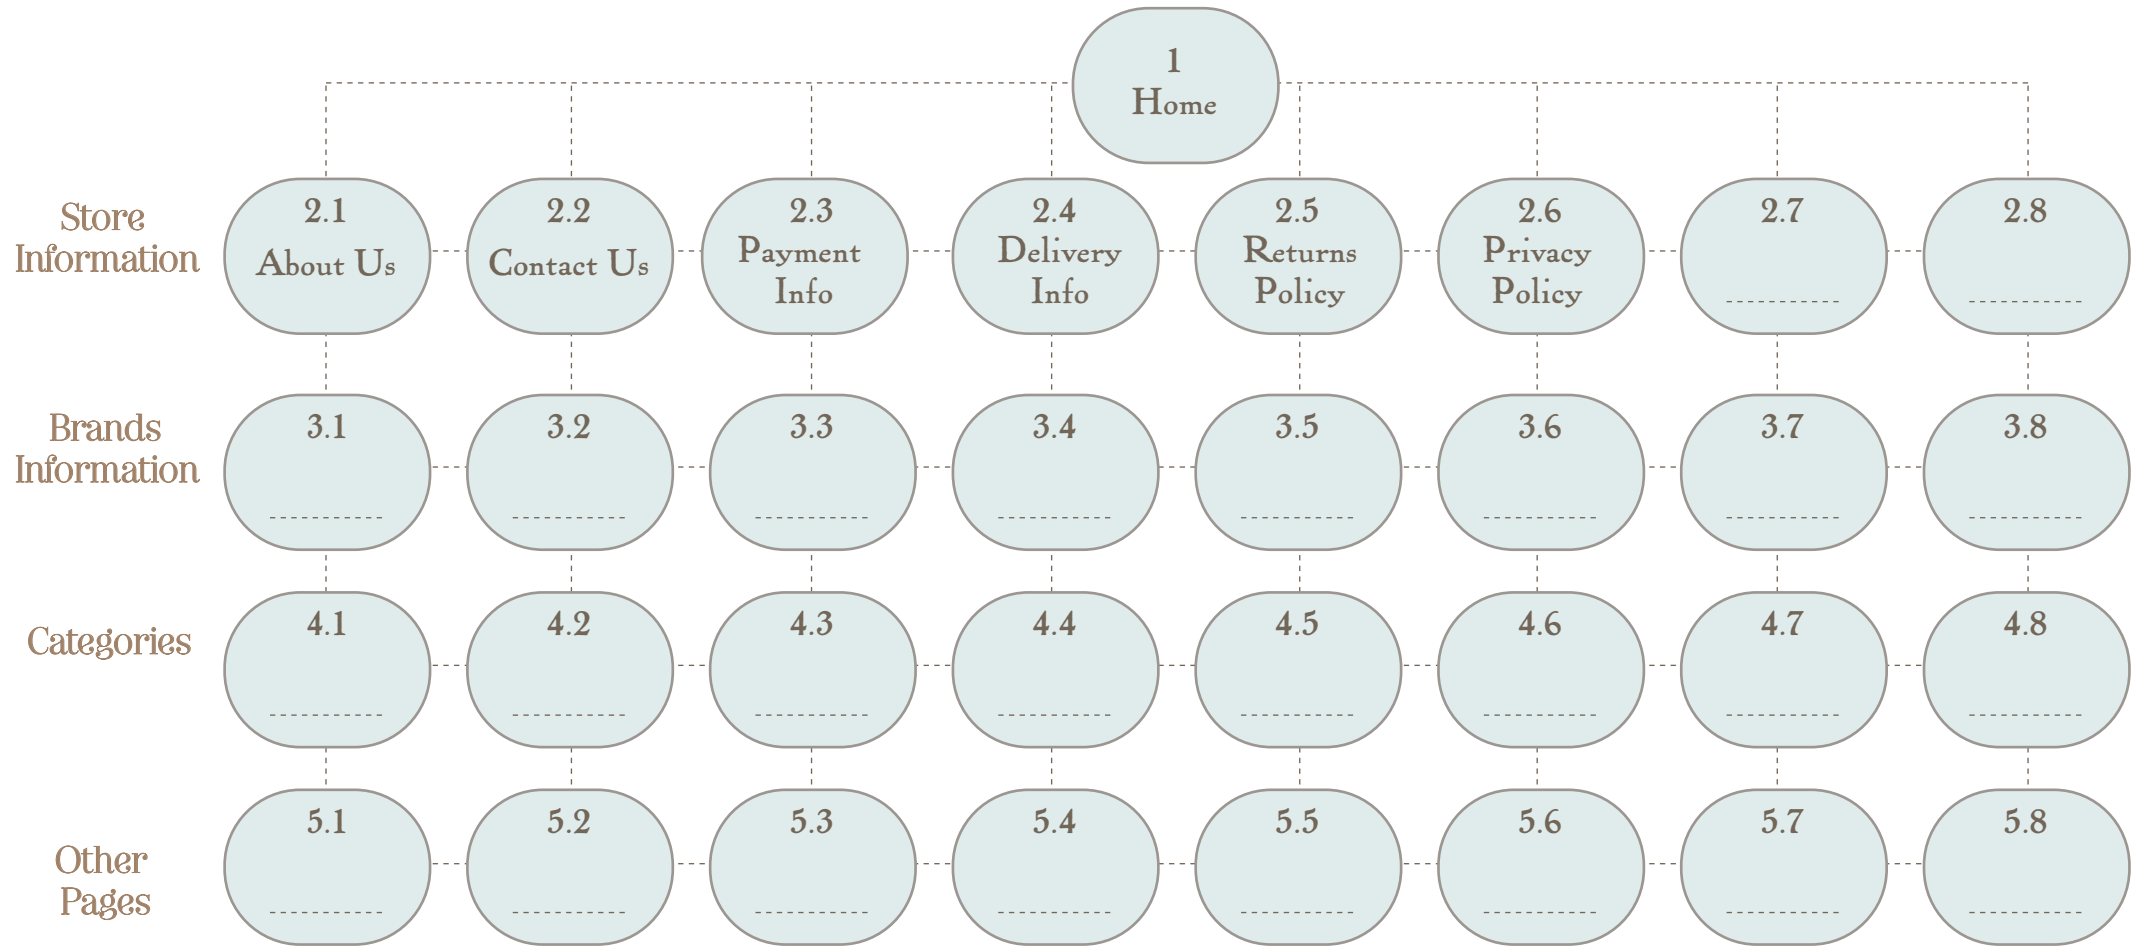 1
Home
Store
Information
2.1
About Us
2.2
Contact Us
2.3
Payment
Info
2.4
Delivery
Info
2.5
Returns
Policy
2.6
Privacy
Policy
2.7
2.8
Brands
Information
3.1
3.2
3.3
3.4
3.5
3.6
3.7
3.8
Categories
4.1
4.2
4.3
4.4
4.5
4.6
4.7
4.8
Other
Pages
5.1
5.2
5.3
5.4
5.5
5.6
5.7
5.8